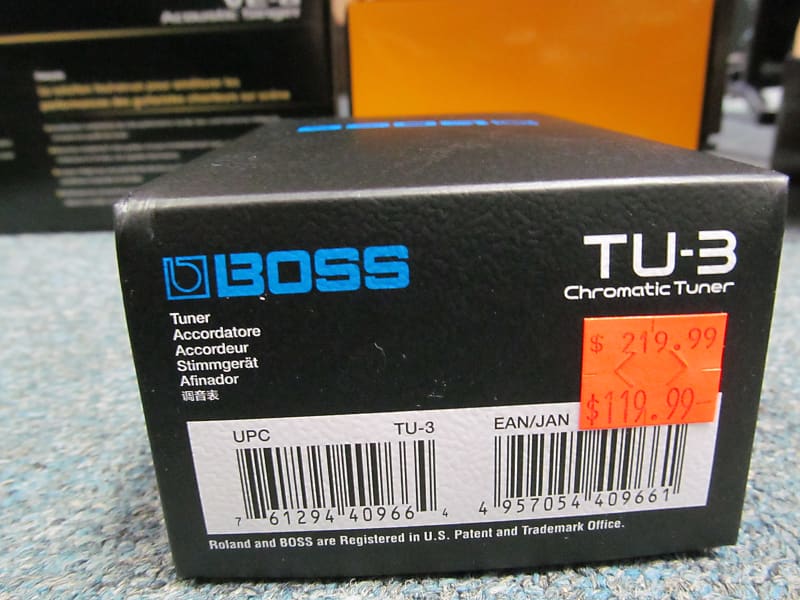 Acoustic Singer
BOSS
BOSS
TU-3
Chromatic Tuner
Tuner
Accordatore
Accordeur
Stimmgerät
Afinador
调音表
$ 219.99
$119.99
UPC TU-3
EAN/JAN
7 61294 40966 4
4 957054 409661
Roland and BOSS are Registered in U.S. Patent and Trademark Office.